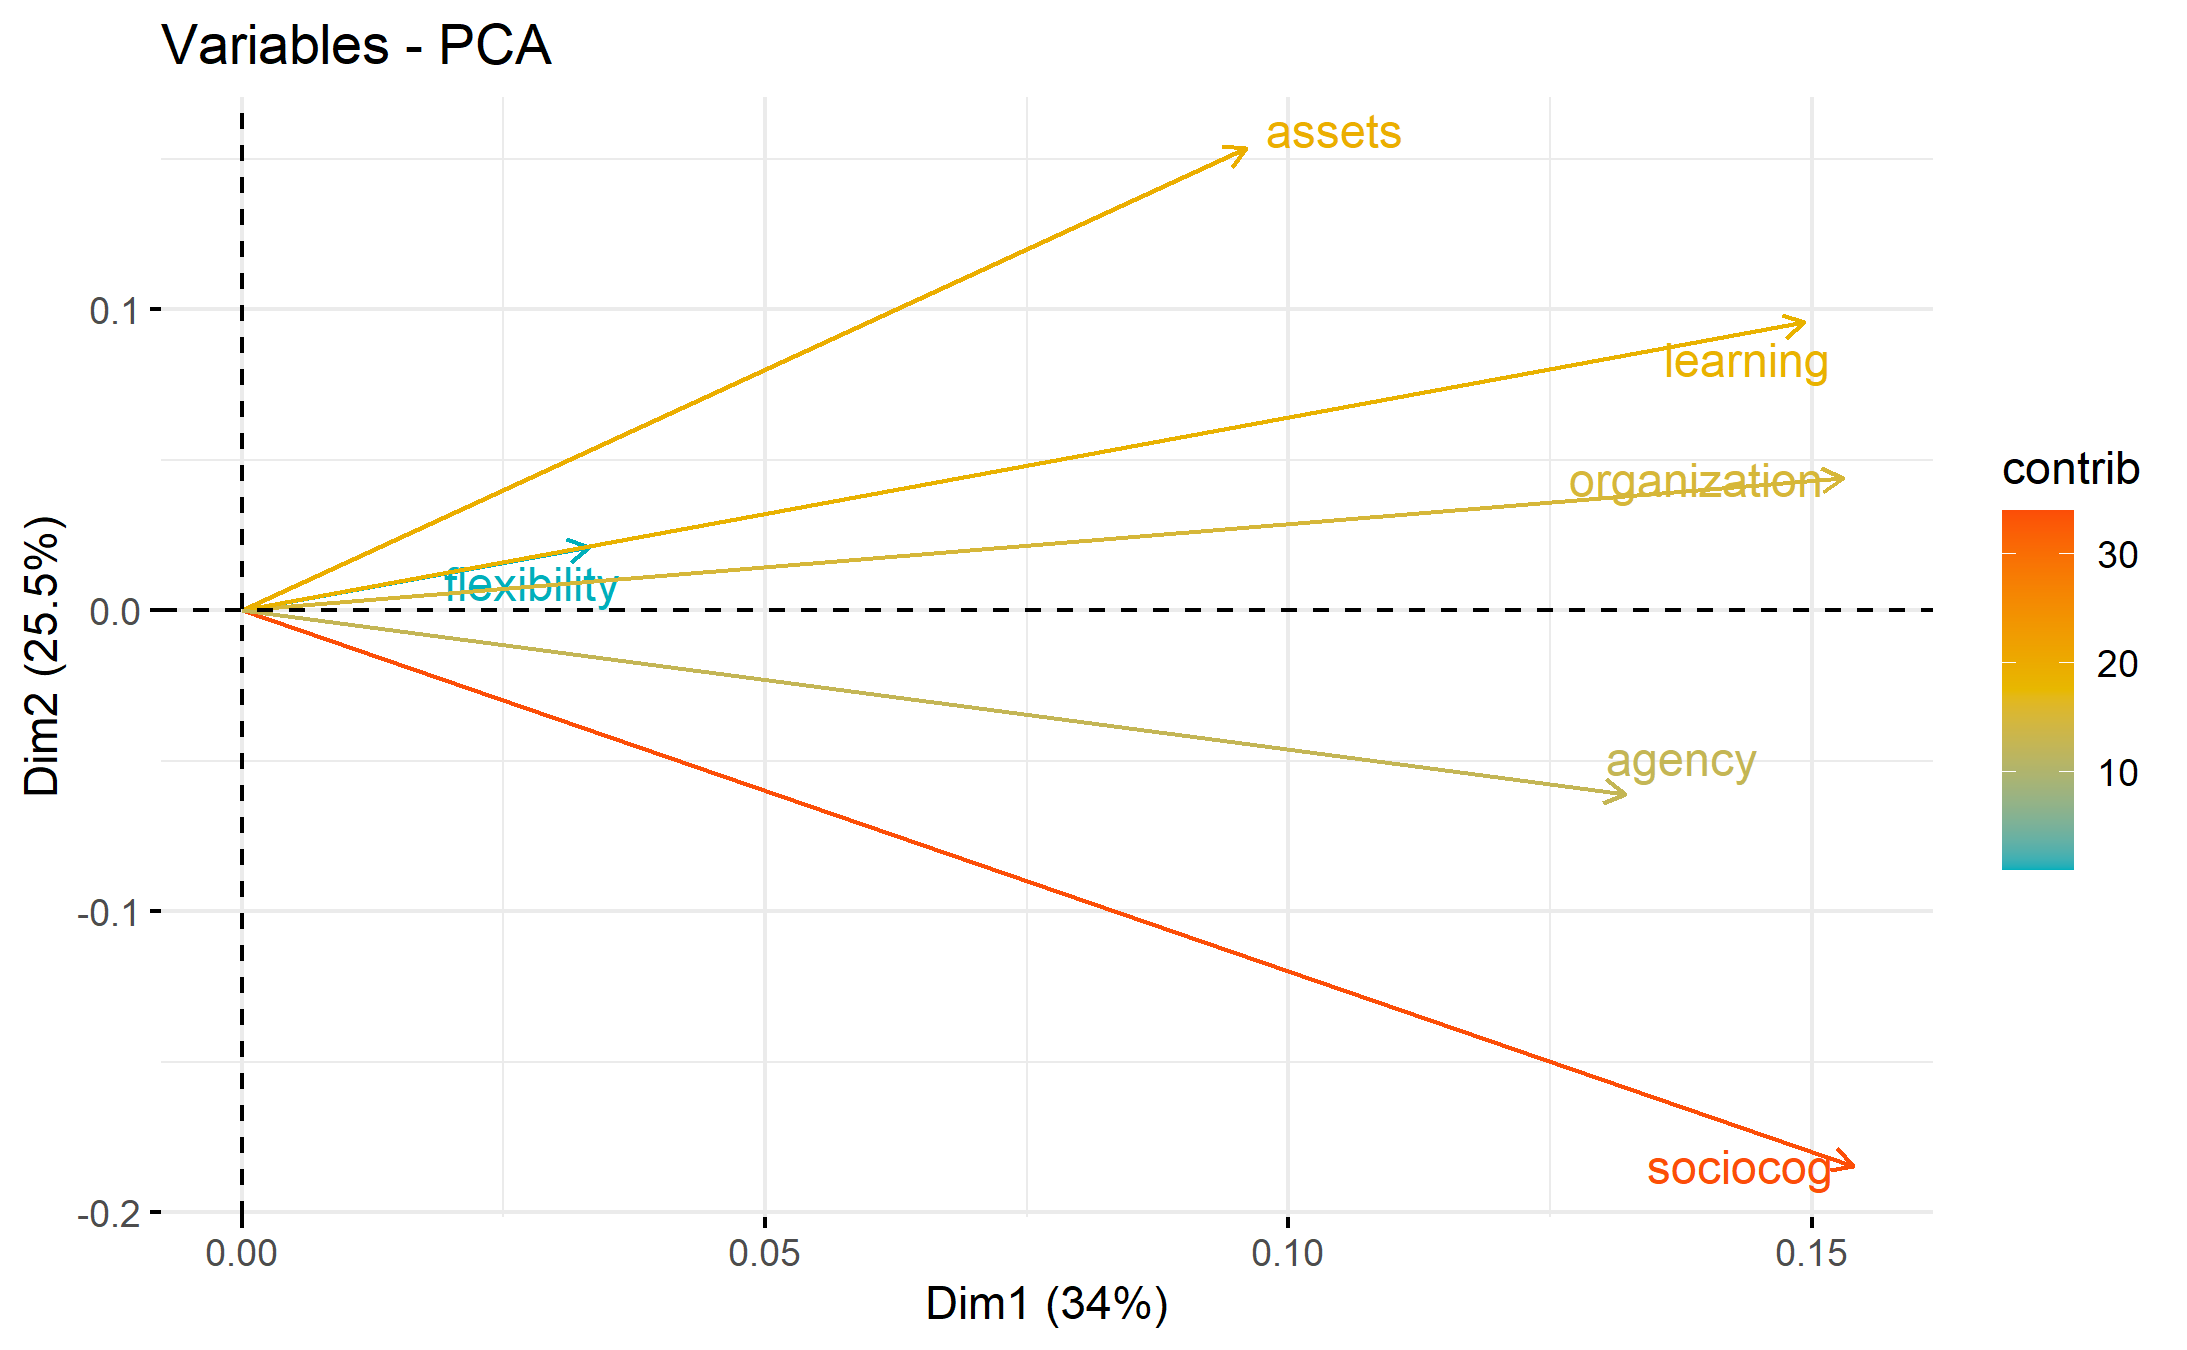 Variables - PCA
assets
learning
organization
flexibility
agency
sociocog
0.1
0.0
-0.1
-0.2
Dim2 (25.5%)
0.00 0.05 0.10 0.15
Dim1 (34%)
contrib
30
20
10